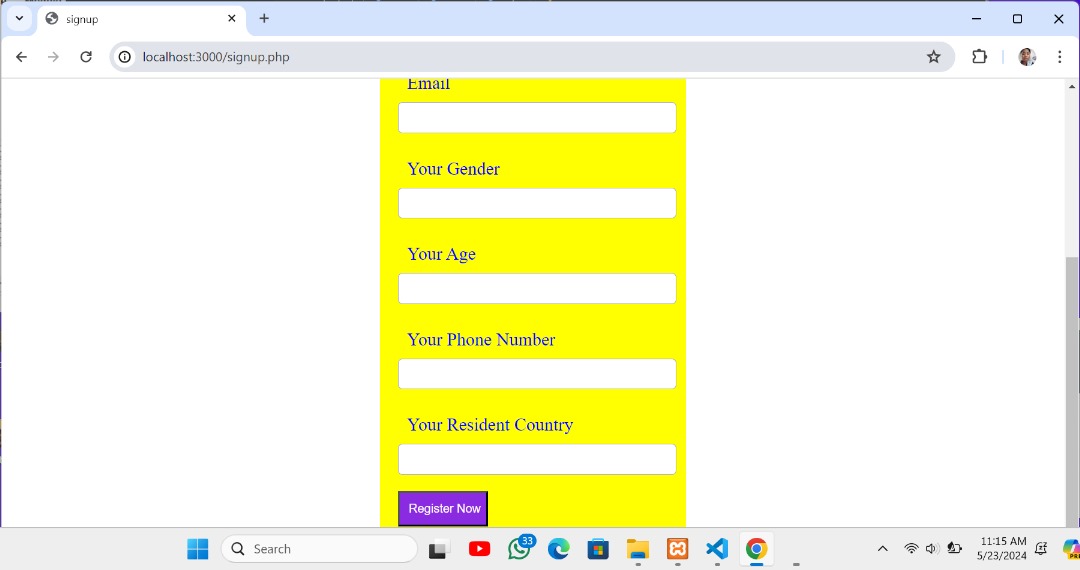 signup
localhost:3000/signup.php
Email
Your Gender
Your Age
Your Phone Number
Your Resident Country
Register Now
Search
33
11:15 AM
5/23/2024
PRE